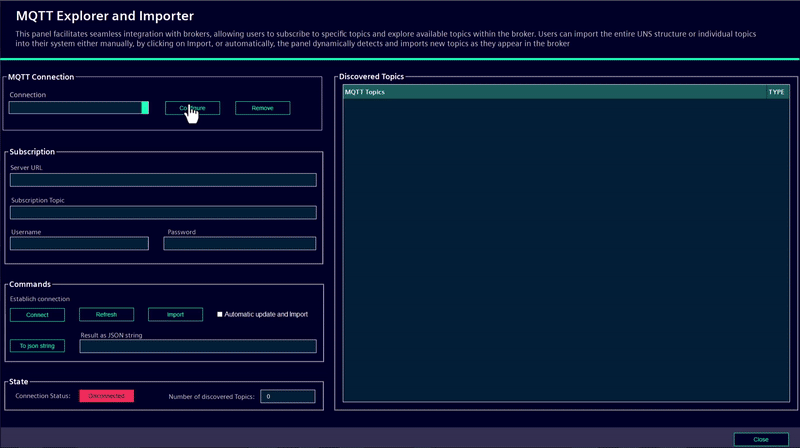 MQTT Explorer and Importer
This panel facilitates seamless integration with brokers, allowing users to subscribe to specific topics and explore available topics within the broker. Users can import the entire UNS structure or individual topics
into their system either manually, by clicking on Import, or automatically, the panel dynamically detects and imports new topics as they appear in the broker
MQTT Connection
Connection
Remove
Subscription
Server URL
Subscription Topic
Username Password
Commands
Establich connection
Connect Refresh Import Automatic update and Import
Result as JSON string
To json string
State
Connection Status: Disconnected Number of discovered Topics: 0
Discovered Topics
MQTT Topics TYPE
Close